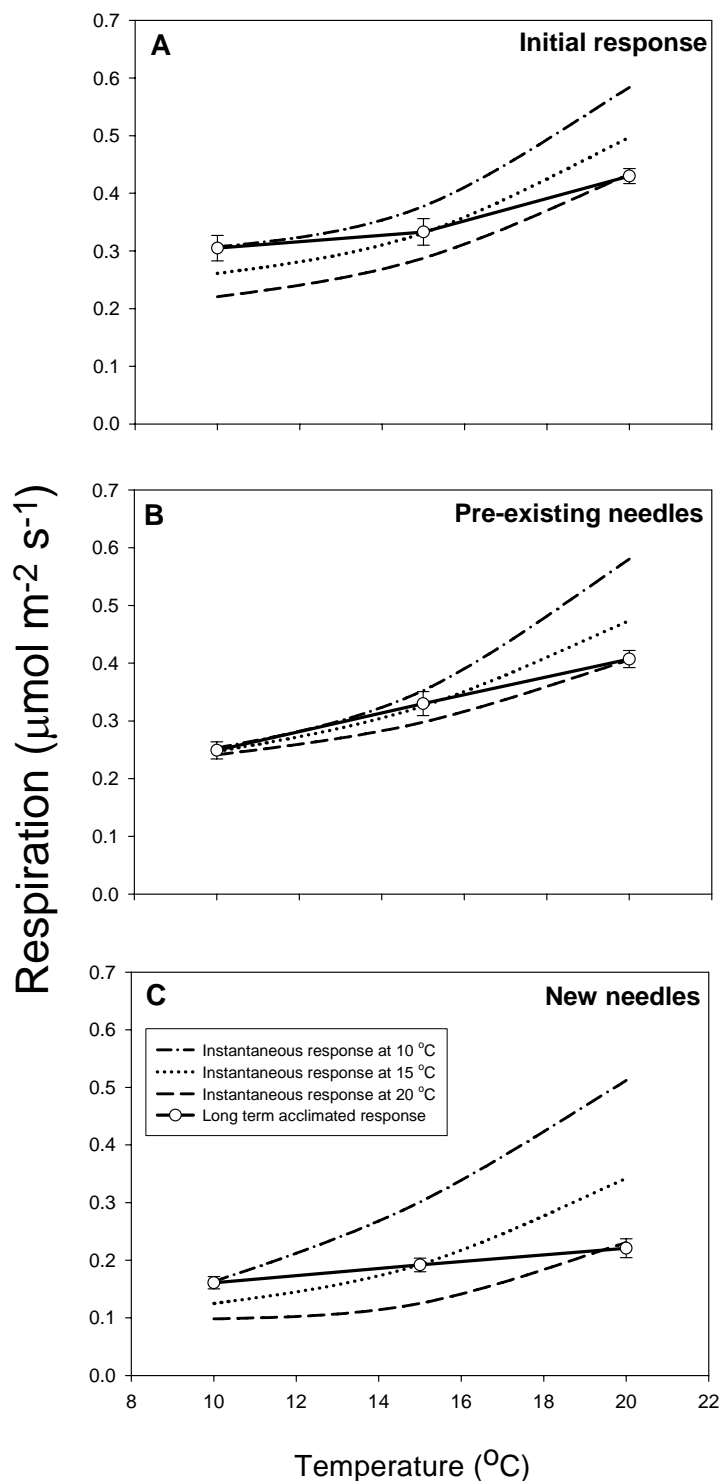 Respiration (μmol m-2 s-1)
A
Initial response
0.7
0.6
0.5
0.4
0.3
0.2
0.1
0.0
B
Pre-existing needles
0.7
0.6
0.5
0.4
0.3
0.2
0.1
0.0
C
New needles
0.7
0.6
0.5
0.4
0.3
0.2
0.1
0.0
Instantaneous response at 10 oC
Instantaneous response at 15 oC
Instantaneous response at 20 oC
Long term acclimated response
8 10 12 14 16 18 20 22
Temperature (OC)